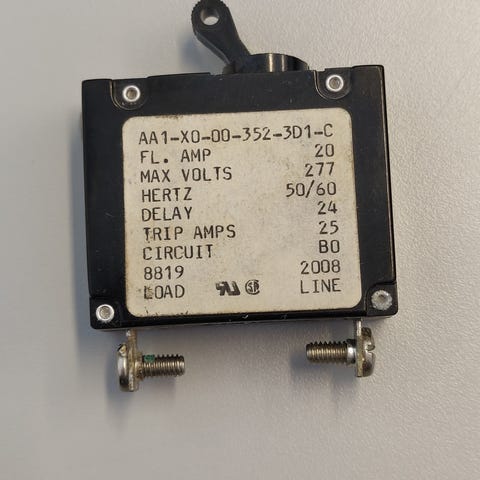 AA1-X0-00-352-3D1-C
FL. AMP 20
MAX VOLTS 277
HERTZ 50/60
DELAY 24
TRIP AMPS 25
CIRCUIT B0
8819 2008
LOAD LINE